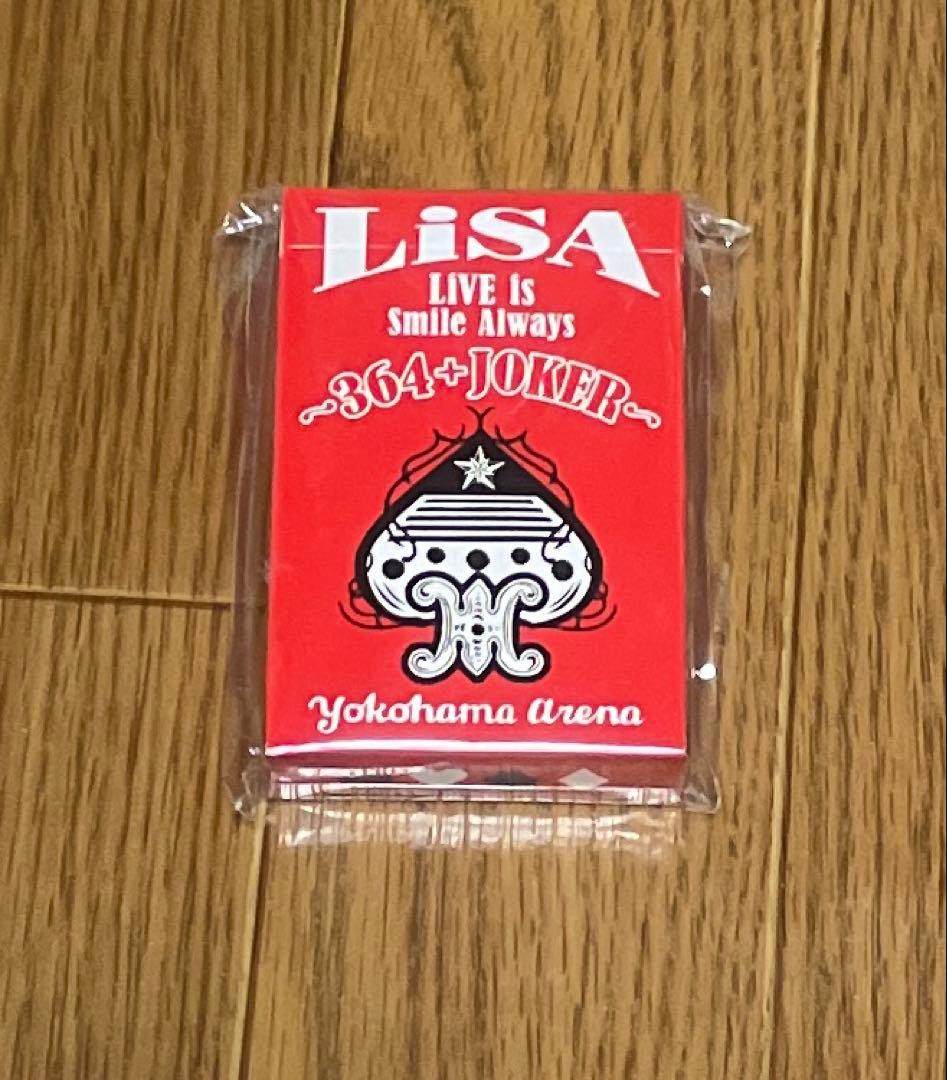 LiSA
LiVE is
Smile Always
~364+JOKER~
Yokohama Arena